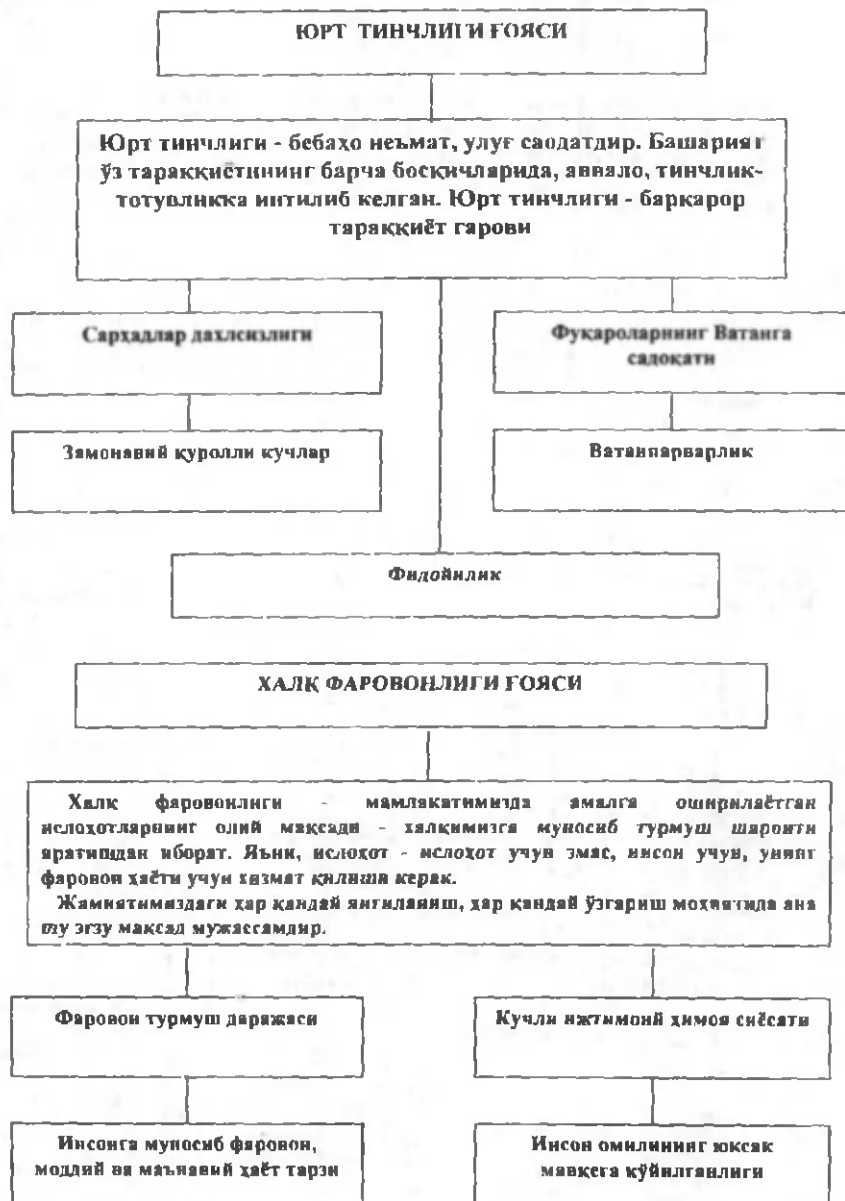 ЮРТ ТИНЧЛИГИ ҒОЯСИ
Юрт тинчлиги - бебаҳо неъмат, улуғ саодатдир. Башарият
ўз тараққиётининг барча босқичларида, аввало, тинчлик-
тотувликка интилиб келган. Юрт тинчлиги - барқарор
тараққиёт гарови
Сарҳадлар дахлсизлиги
Фуқароларнинг Ватанга
садоқати
Замонавий қуролли кучлар
Ватанпарварлик
Фидойилик
ХАЛҚ ФАРОВОНЛИГИ ҒОЯСИ
Халқ фаровонлиги - мамлакатимизда амалга оширилаётган
ислоҳотларнинг олий мақсади - халқимизга муносиб турмуш шароити
яратишдан иборат. Яъни, ислоҳот - ислоҳот учун эмас, инсон учун, унинг
фаровон ҳаёти учун хизмат қилиши керак.
Жамиятимиздаги ҳар қандай янгиланиш, ҳар қандай ўзгариш моҳиятида ана
шу эзгу мақсад мужассамдир.
Фаровон турмуш даражаси
Кучли ижтимоий ҳимоя сиёсати
Инсонга муносиб фаровон,
моддий ва маънавий ҳаёт тарзи
Инсон омилининг юксак
мавқега қўйилганлиги